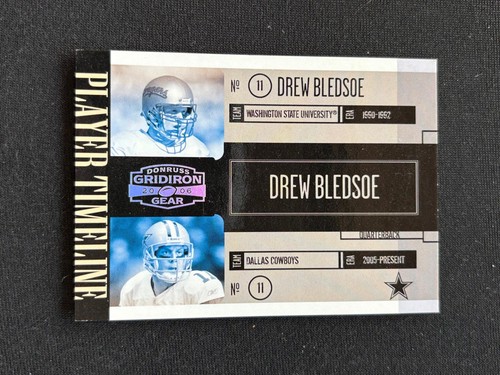 PLAYER TIMELINE
Nº 11 DREW BLEDSOE
TEAM WASHINGTON STATE UNIVERSITY® ERA 1990-1992
DONRUSS
GRIDIRON
2006
GEAR
DREW BLEDSOE
QUARTERBACK
TEAM DALLAS COWBOYS ERA 2005-PRESENT
Nº 11